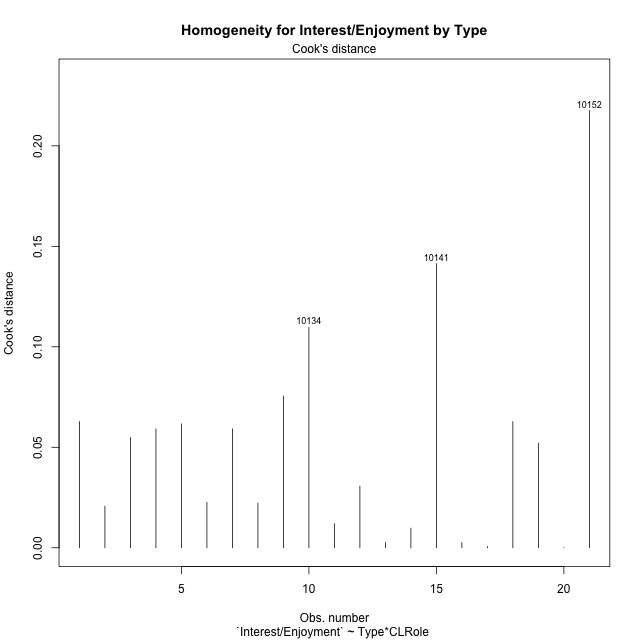 Homogeneity for Interest/Enjoyment by Type
Cook's distance
10152
10141
10134
Cook's distance
0.20
0.15
0.10
0.05
0.00
5 10 15 20
Obs. number
`Interest/Enjoyment` ~ Type*CLRole